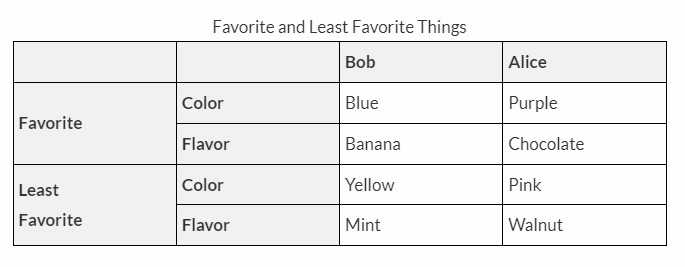 Favorite and Least Favorite Things
Bob Alice
Favorite
Color Blue Purple
Flavor Banana Chocolate
Least
Favorite
Color Yellow Pink
Flavor Mint Walnut